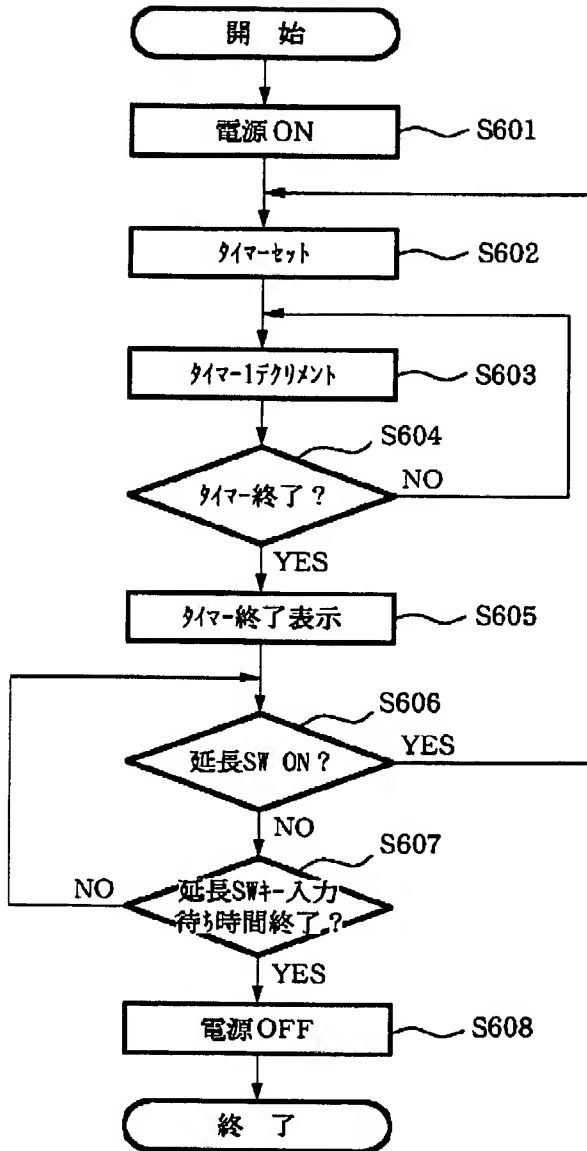 開 始
電源ON
S601
タイマーセット
S602
タイマー1デクリメント
S603
S604
タイマー終了?
NO
YES
タイマー終了表示
S605
S606
延長SW ON?
YES
NO
S607
NO
延長SWキー入力
待ち時間終了?
YES
電源OFF
S608
終 了